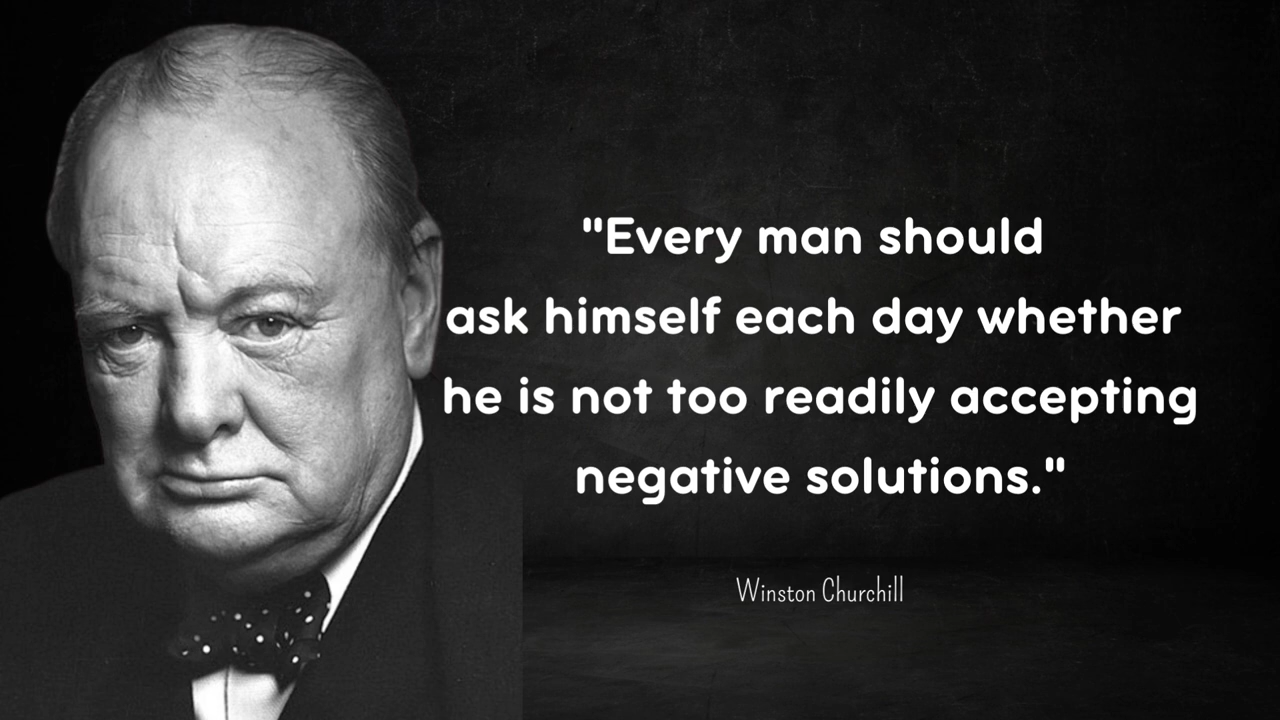 "Every man should
ask himself each day whether
he is not too readily accepting
negative solutions."
Winston Churchill